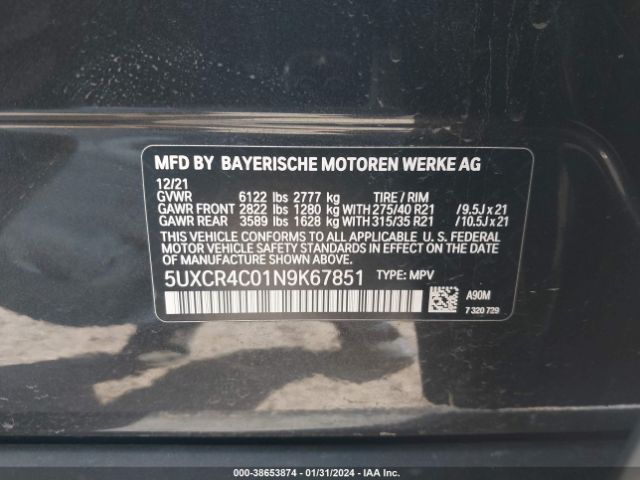 MFD BY BAYERISCHE MOTOREN WERKE AG
12/21
GVWR 6122 lbs 2777 kg TIRE / RIM
GAWR FRONT 2822 lbs 1280 kg WITH 275/40 R21 / 9.5J x 21
GAWR REAR 3589 lbs 1628 kg WITH 315/35 R21 / 10.5J x 21
THIS VEHICLE CONFORMS TO ALL APPLICABLE U. S. FEDERAL
MOTOR VEHICLE SAFETY STANDARDS IN EFFECT ON THE DATE
OF MANUFACTURE SHOWN ABOVE.
5UXCR4C01N9K67851 TYPE: MPV
A90M
7 320 729
000-38653874 / 01/31/2024 / IAAI.COM